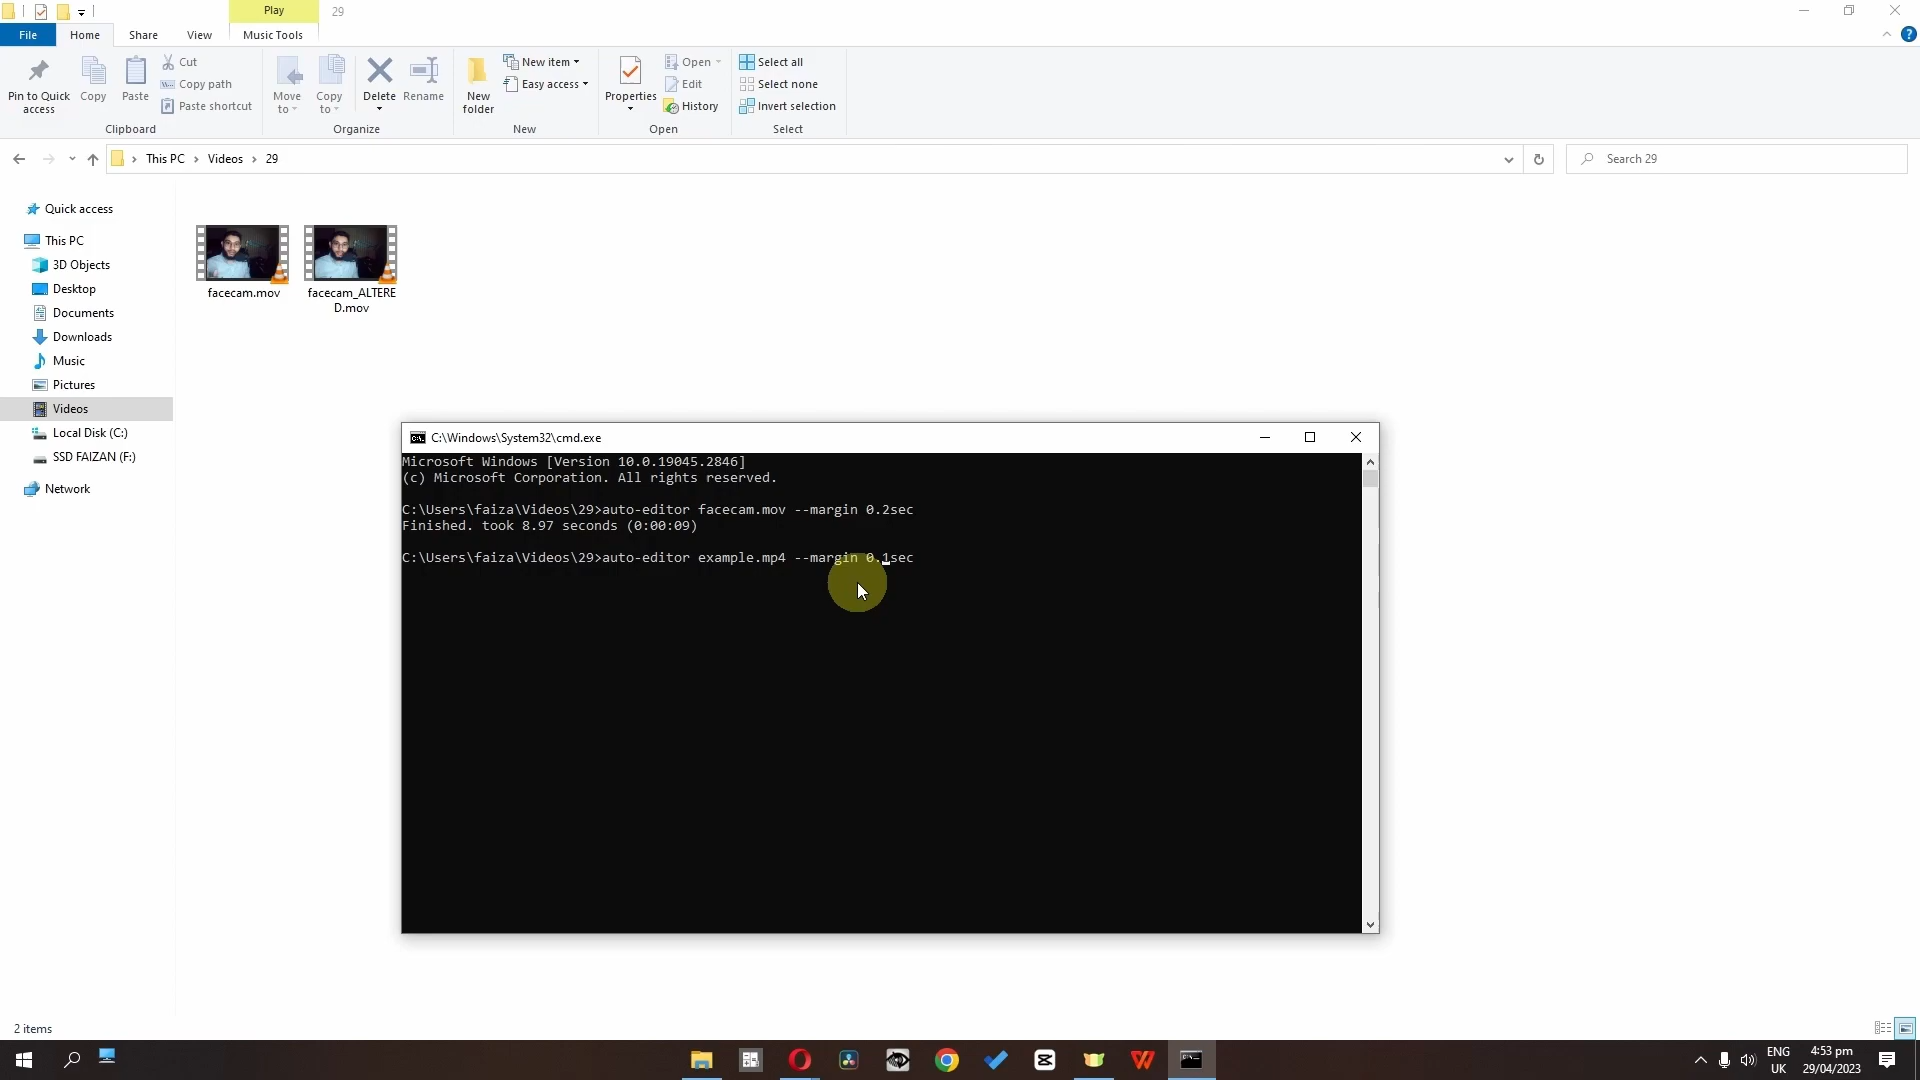 Play
29
File
Home
Share
View
Music Tools
Pin to Quick access
Copy
Paste
Cut
Copy path
Paste shortcut
Clipboard
Move to
Copy to
Delete
Rename
Organize
New folder
New item
Easy access
New
Properties
Open
Edit
History
Open
Select all
Select none
Invert selection
Select
This PC
Videos
29
Search 29
Quick access
This PC
3D Objects
Desktop
Documents
Downloads
Music
Pictures
Videos
Local Disk (C:)
SSD FAIZAN (F:)
Network
facecam.mov
facecam_ALTERE
D.mov
C:\Windows\System32\cmd.exe
Microsoft Windows [Version 10.0.19045.2846]
(c) Microsoft Corporation. All rights reserved.
C:\Users\faiza\Videos\29>auto-editor facecam.mov --margin 0.2sec
Finished. took 8.97 seconds (0:00:09)
C:\Users\faiza\Videos\29>auto-editor example.mp4 --margin 0.1sec
2 items
ENG
UK
4:53 pm
29/04/2023